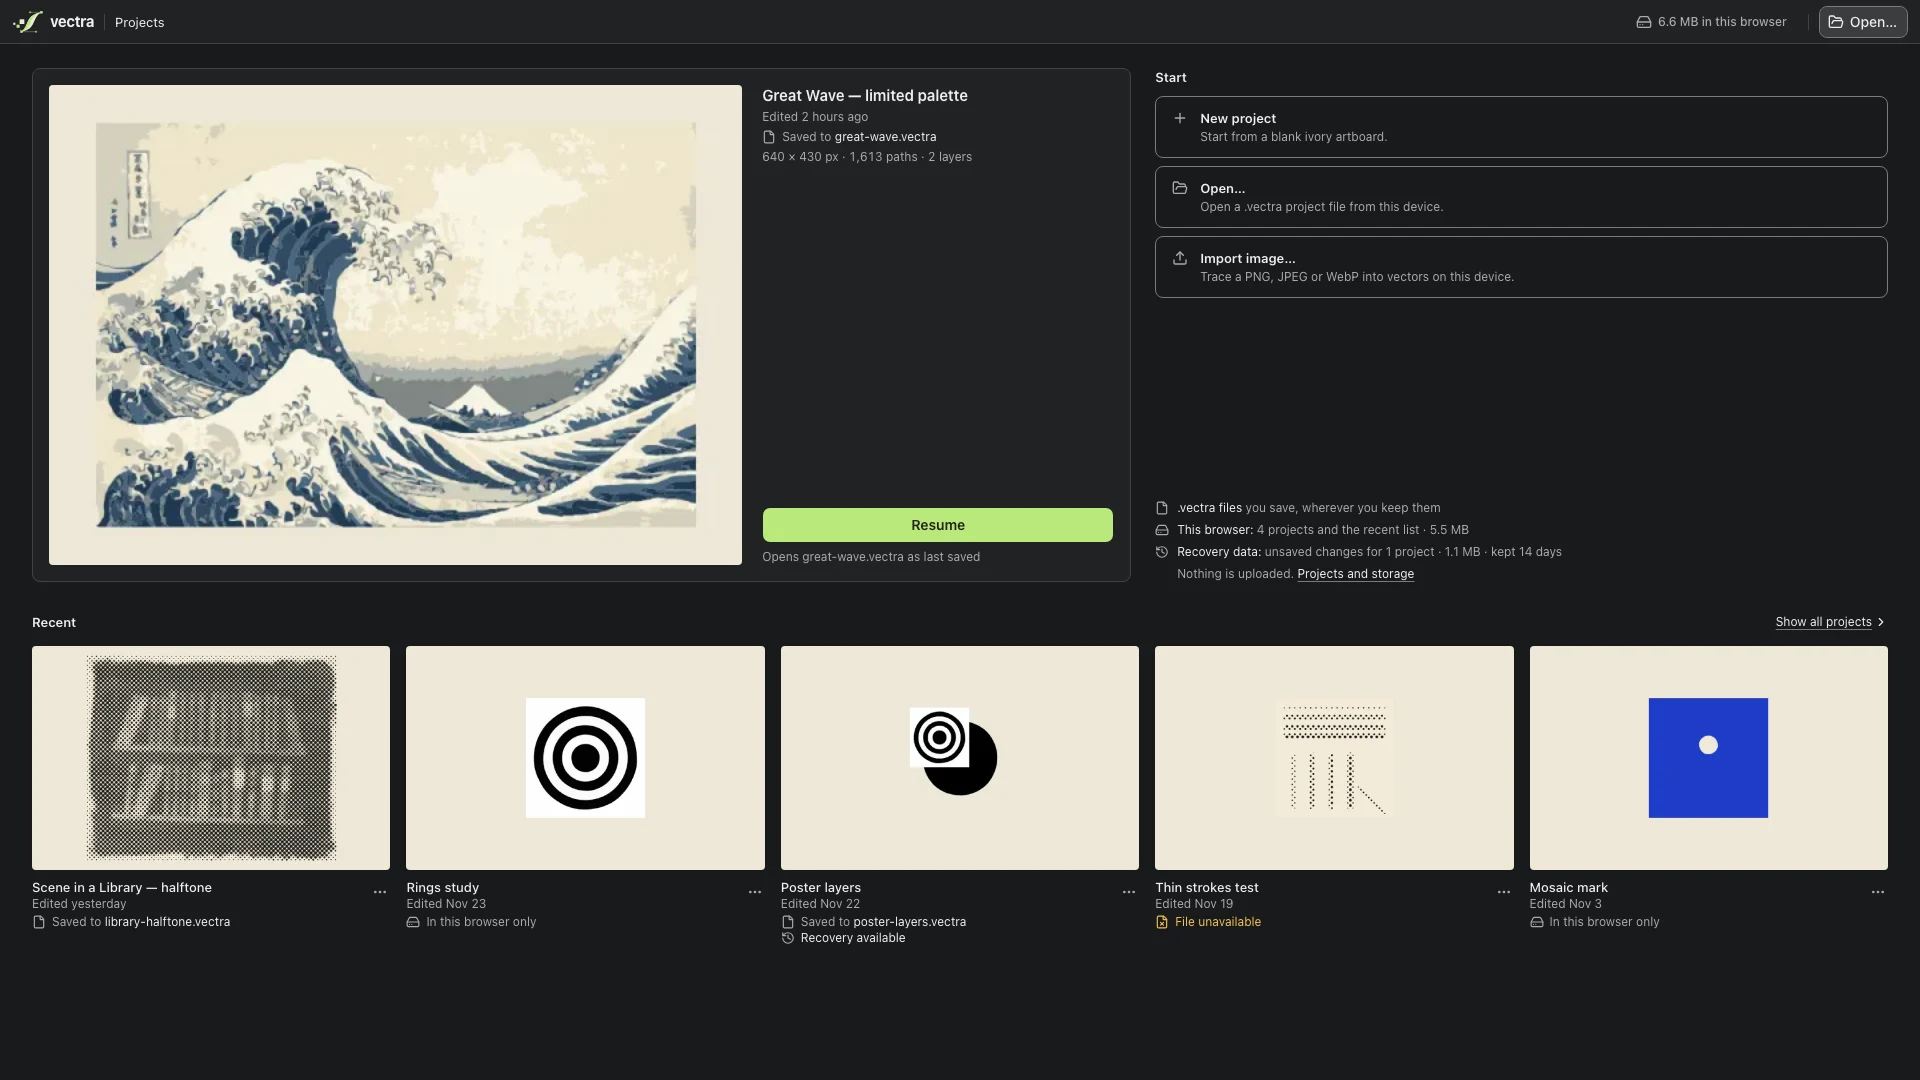 vectra
Projects
6.6 MB in this browser
Open...
Great Wave — limited palette
Edited 2 hours ago
Saved to great-wave.vectra
640 × 430 px · 1,613 paths · 2 layers
Resume
Opens great-wave.vectra as last saved
Start
New project
Start from a blank ivory artboard.
Open...
Open a .vectra project file from this device.
Import image...
Trace a PNG, JPEG or WebP into vectors on this device.
.vectra files you save, wherever you keep them
This browser: 4 projects and the recent list · 5.5 MB
Recovery data: unsaved changes for 1 project · 1.1 MB · kept 14 days
Nothing is uploaded. Projects and storage
Recent
Show all projects
Scene in a Library — halftone
Edited yesterday
Saved to library-halftone.vectra
Rings study
Edited Nov 23
In this browser only
Poster layers
Edited Nov 22
Saved to poster-layers.vectra
Recovery available
Thin strokes test
Edited Nov 19
File unavailable
Mosaic mark
Edited Nov 3
In this browser only